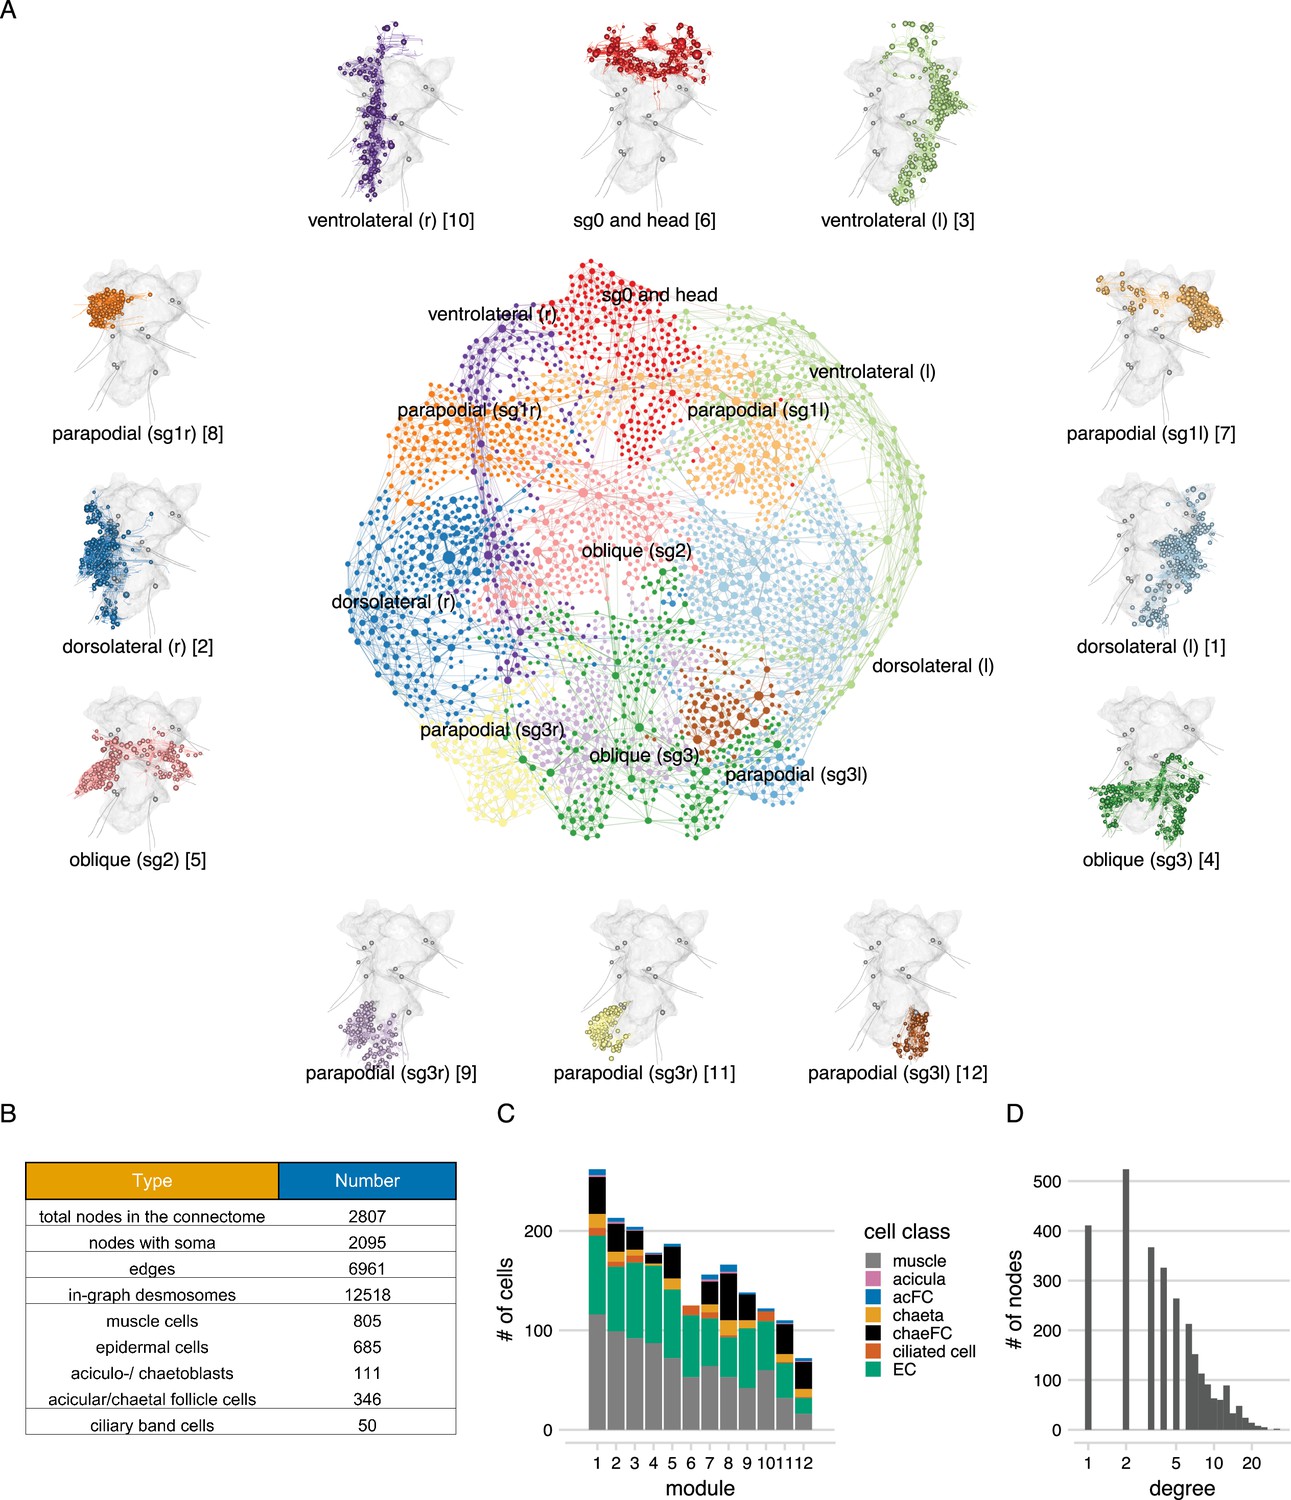 A
ventrolateral (r) [10]
sg0 and head [6]
ventrolateral (l) [3]
parapodial (sg1r) [8]
parapodial (sg1l) [7]
sg0 and head
ventrolateral (r)
ventrolateral (l)
parapodial (sg1r)
parapodial (sg1l)
oblique (sg2)
dorsolateral (r)
dorsolateral (l)
parapodial (sg3r)
oblique (sg3)
parapodial (sg3l)
dorsolateral (r) [2]
dorsolateral (l) [1]
oblique (sg2) [5]
oblique (sg3) [4]
parapodial (sg3r) [9]
parapodial (sg3r) [11]
parapodial (sg3l) [12]
B
Type Number
total nodes in the connectome 2807
nodes with soma 2095
edges 6961
in-graph desmosomes 12518
muscle cells 805
epidermal cells 685
aciculo-/ chaetoblasts 111
acicular/chaetal follicle cells 346
ciliary band cells 50
C
# of cells
200
100
0
1 2 3 4 5 6 7 8 9 10 11 12
module
cell class
muscle
acicula
acFC
chaeta
chaeFC
ciliated cell
EC
D
# of nodes
500
400
300
200
100
0
1 2 5 10 20
degree